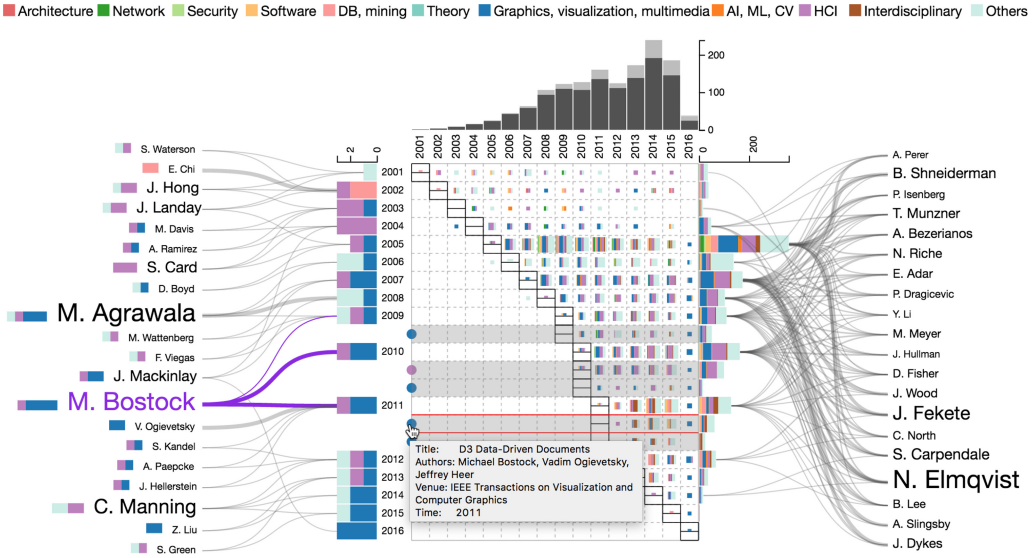 Architecture Network Security Software DB, mining Theory Graphics, visualization, multimedia AI, ML, CV HCI Interdisciplinary Others
200
100
0
2001 2002 2003 2004 2005 2006 2007 2008 2009 2010 2011 2012 2013 2014 2015 2016
2 0
0 200
S. Waterson
E. Chi
J. Hong
J. Landay
M. Davis
A. Ramirez
S. Card
D. Boyd
M. Agrawala
M. Wattenberg
F. Viegas
J. Mackinlay
M. Bostock
V. Ogievetsky
S. Kandel
A. Paepcke
J. Hellerstein
C. Manning
Z. Liu
S. Green
2001
2002
2003
2004
2005
2006
2007
2008
2009
2010
2011
2012
2013
2014
2015
2016
Title: D3 Data-Driven Documents
Authors: Michael Bostock, Vadim Ogievetsky,
Jeffrey Heer
Venue: IEEE Transactions on Visualization and
Computer Graphics
Time: 2011
A. Perer
B. Shneiderman
P. Isenberg
T. Munzner
A. Bezerianos
N. Riche
E. Adar
P. Dragicevic
Y. Li
M. Meyer
J. Hullman
D. Fisher
J. Wood
J. Fekete
C. North
S. Carpendale
N. Elmqvist
B. Lee
A. Slingsby
J. Dykes